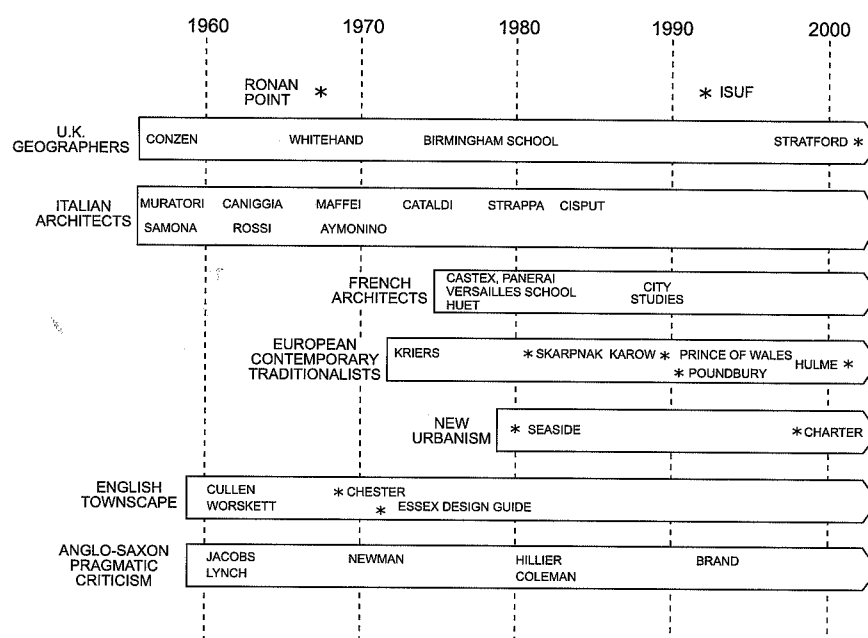 1960 1970 1980 1990 2000
RONAN
POINT * * ISUF
U.K.
GEOGRAPHERS
CONZEN WHITEHAND BIRMINGHAM SCHOOL STRATFORD *
ITALIAN
ARCHITECTS
MURATORI CANIGGIA MAFFEI CATALDI STRAPPA CISPUT
SAMONA ROSSI AYMONINO
FRENCH
ARCHITECTS
CASTEX, PANERAI
VERSAILLES SCHOOL
HUET
CITY
STUDIES
EUROPEAN
CONTEMPORARY
TRADITIONALISTS
KRIERS * SKARPNAK KAROW * PRINCE OF WALES
* POUNDBURY HULME *
NEW
URBANISM
* SEASIDE * CHARTER
ENGLISH
TOWNSCAPE
CULLEN * CHESTER
WORSKETT * ESSEX DESIGN GUIDE
ANGLO-SAXON
PRAGMATIC
CRITICISM
JACOBS NEWMAN HILLIER BRAND
LYNCH COLEMAN